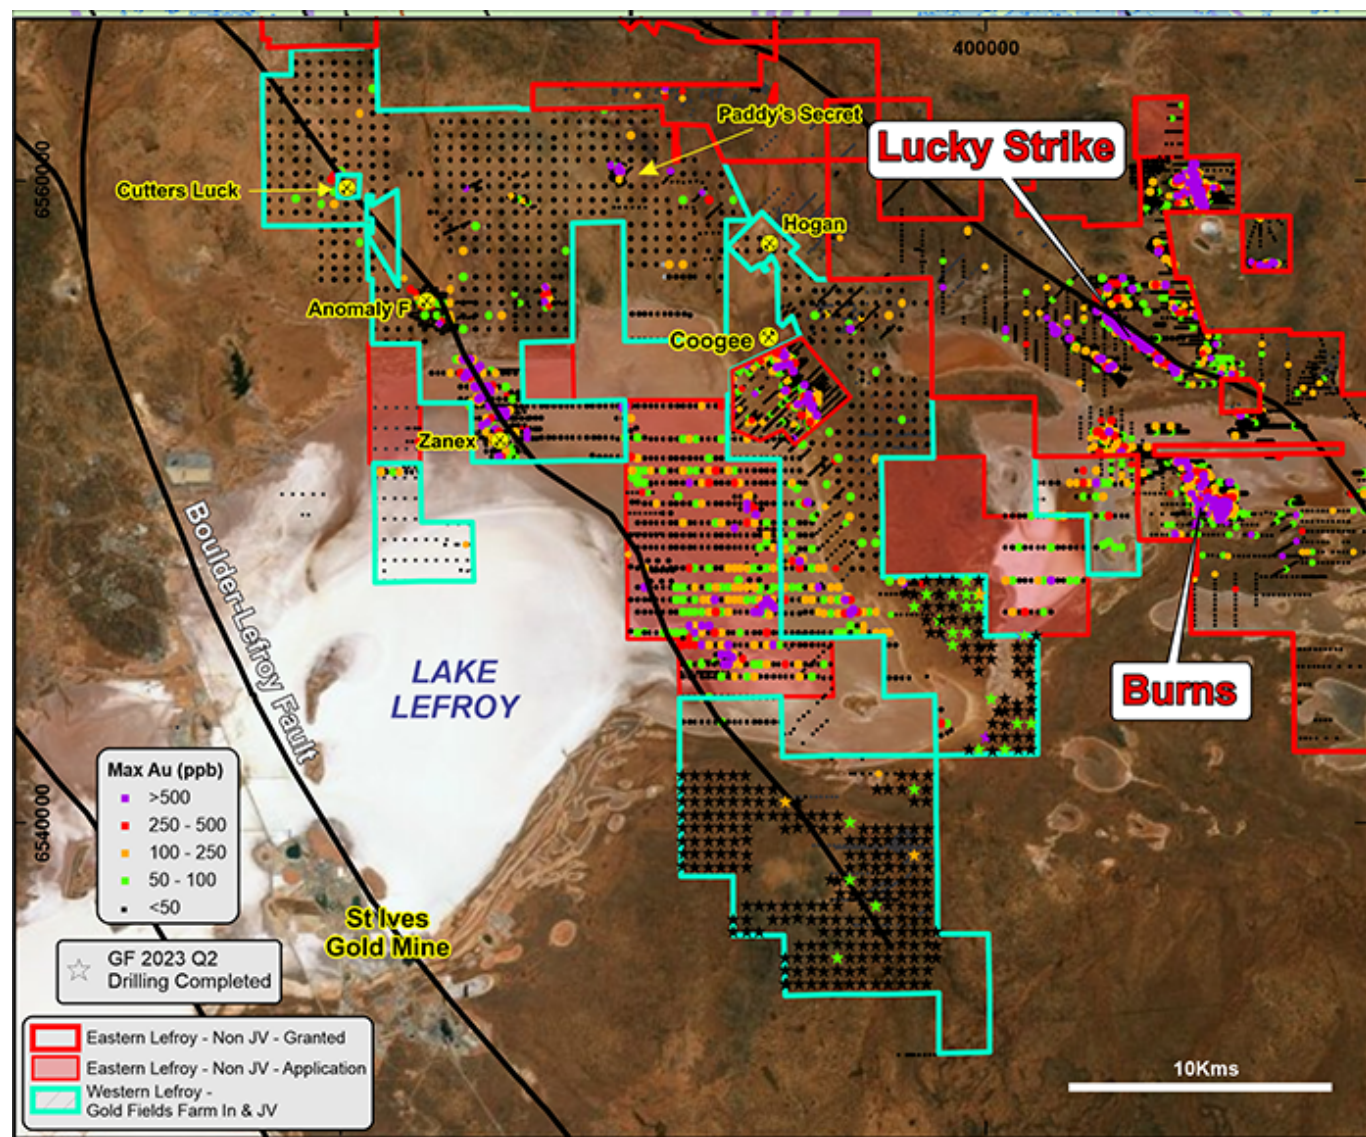 400000
6560000
6540000
Paddy's Secret
Lucky Strike
Cutters Luck
Hogan
Anomaly F
Coogee
Zanex
Boulder-Lefroy Fault
LAKE
LEFROY
Burns
Max Au (ppb)
>500
250 - 500
100 - 250
50 - 100
<50
St Ives
Gold Mine
GF 2023 Q2
Drilling Completed
Eastern Lefroy - Non JV - Granted
Eastern Lefroy - Non JV - Application
Western Lefroy -
Gold Fields Farm In & JV
10Kms